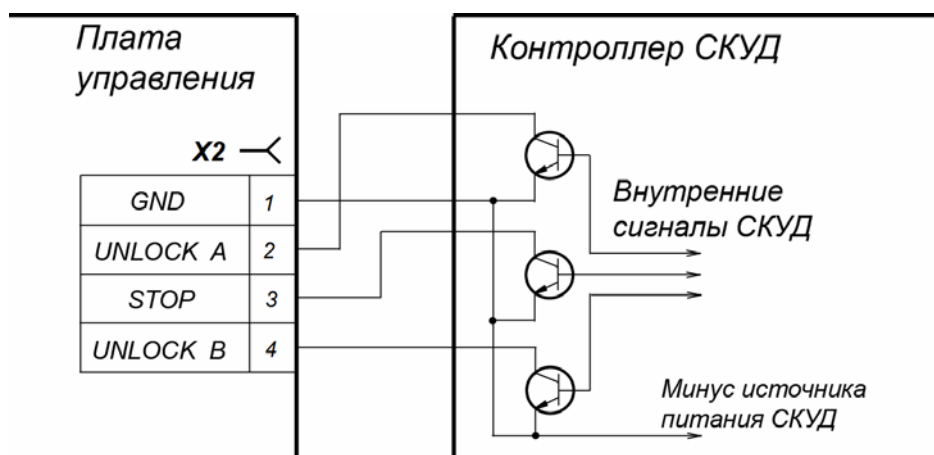 Плата
управления
Контроллер СКУД
X2
GND 1
UNLOCK A 2
STOP 3
UNLOCK B 4
Внутренние
сигналы СКУД
Минус источника
питания СКУД